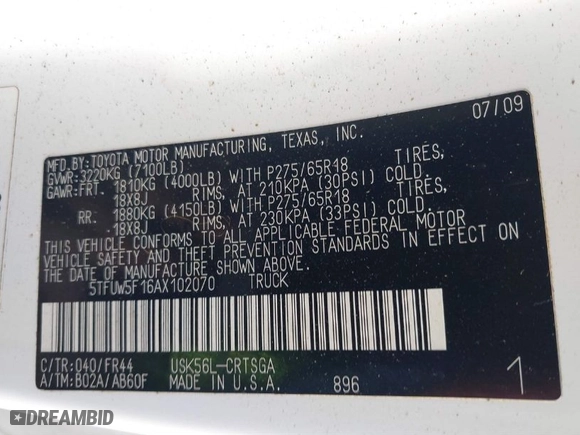 07/09
MFD.BY:TOYOTA MOTOR MANUFACTURING, TEXAS, INC.
GVWR:3220KG (7100LB)
GAWR:FRT. 1810KG (4000LB) WITH P275/65R18 TIRES,
18X8J RIMS, AT 210KPA (30PSI) COLD.
RR. 1880KG (4150LB) WITH P275/65R18 TIRES,
18X8J RIMS, AT 230KPA (33PSI) COLD.
THIS VEHICLE CONFORMS TO ALL APPLICABLE FEDERAL MOTOR
VEHICLE SAFETY AND THEFT PREVENTION STANDARDS IN EFFECT ON
THE DATE OF MANUFACTURE SHOWN ABOVE.
5TFUW5F16AX102070 TRUCK
C/TR:040/FR44 USK56L-CRTSGA
A/TM:B02A/AB60F MADE IN U.S.A. 896
1
DREAMBID